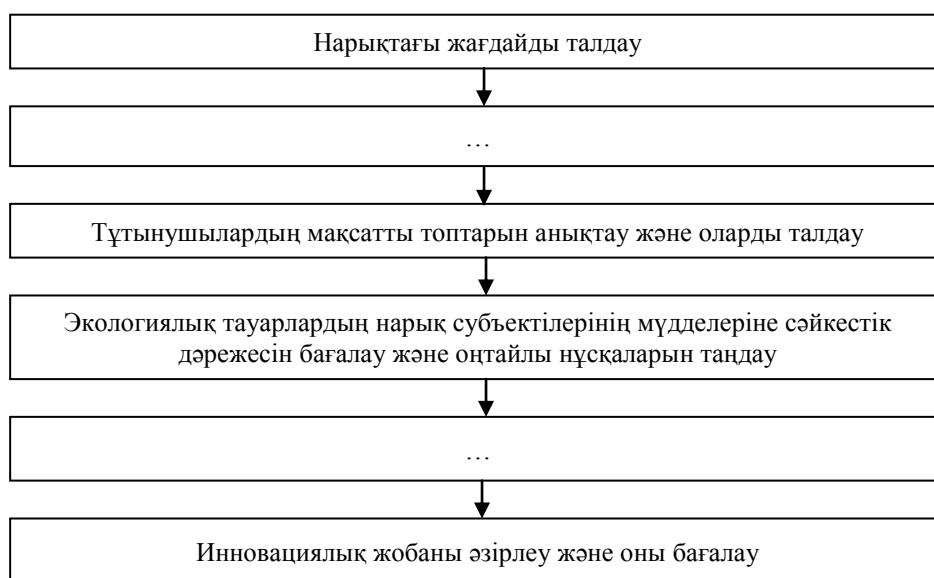 Нарықтағы жағдайды талдау
…
Тұтынушылардың мақсатты топтарын анықтау және оларды талдау
Экологиялық тауарлардың нарық субъектілерінің мүдделеріне сәйкестік
дәрежесін бағалау және оңтайлы нұсқаларын таңдау
…
Инновациялық жобаны әзірлеу және оны бағалау